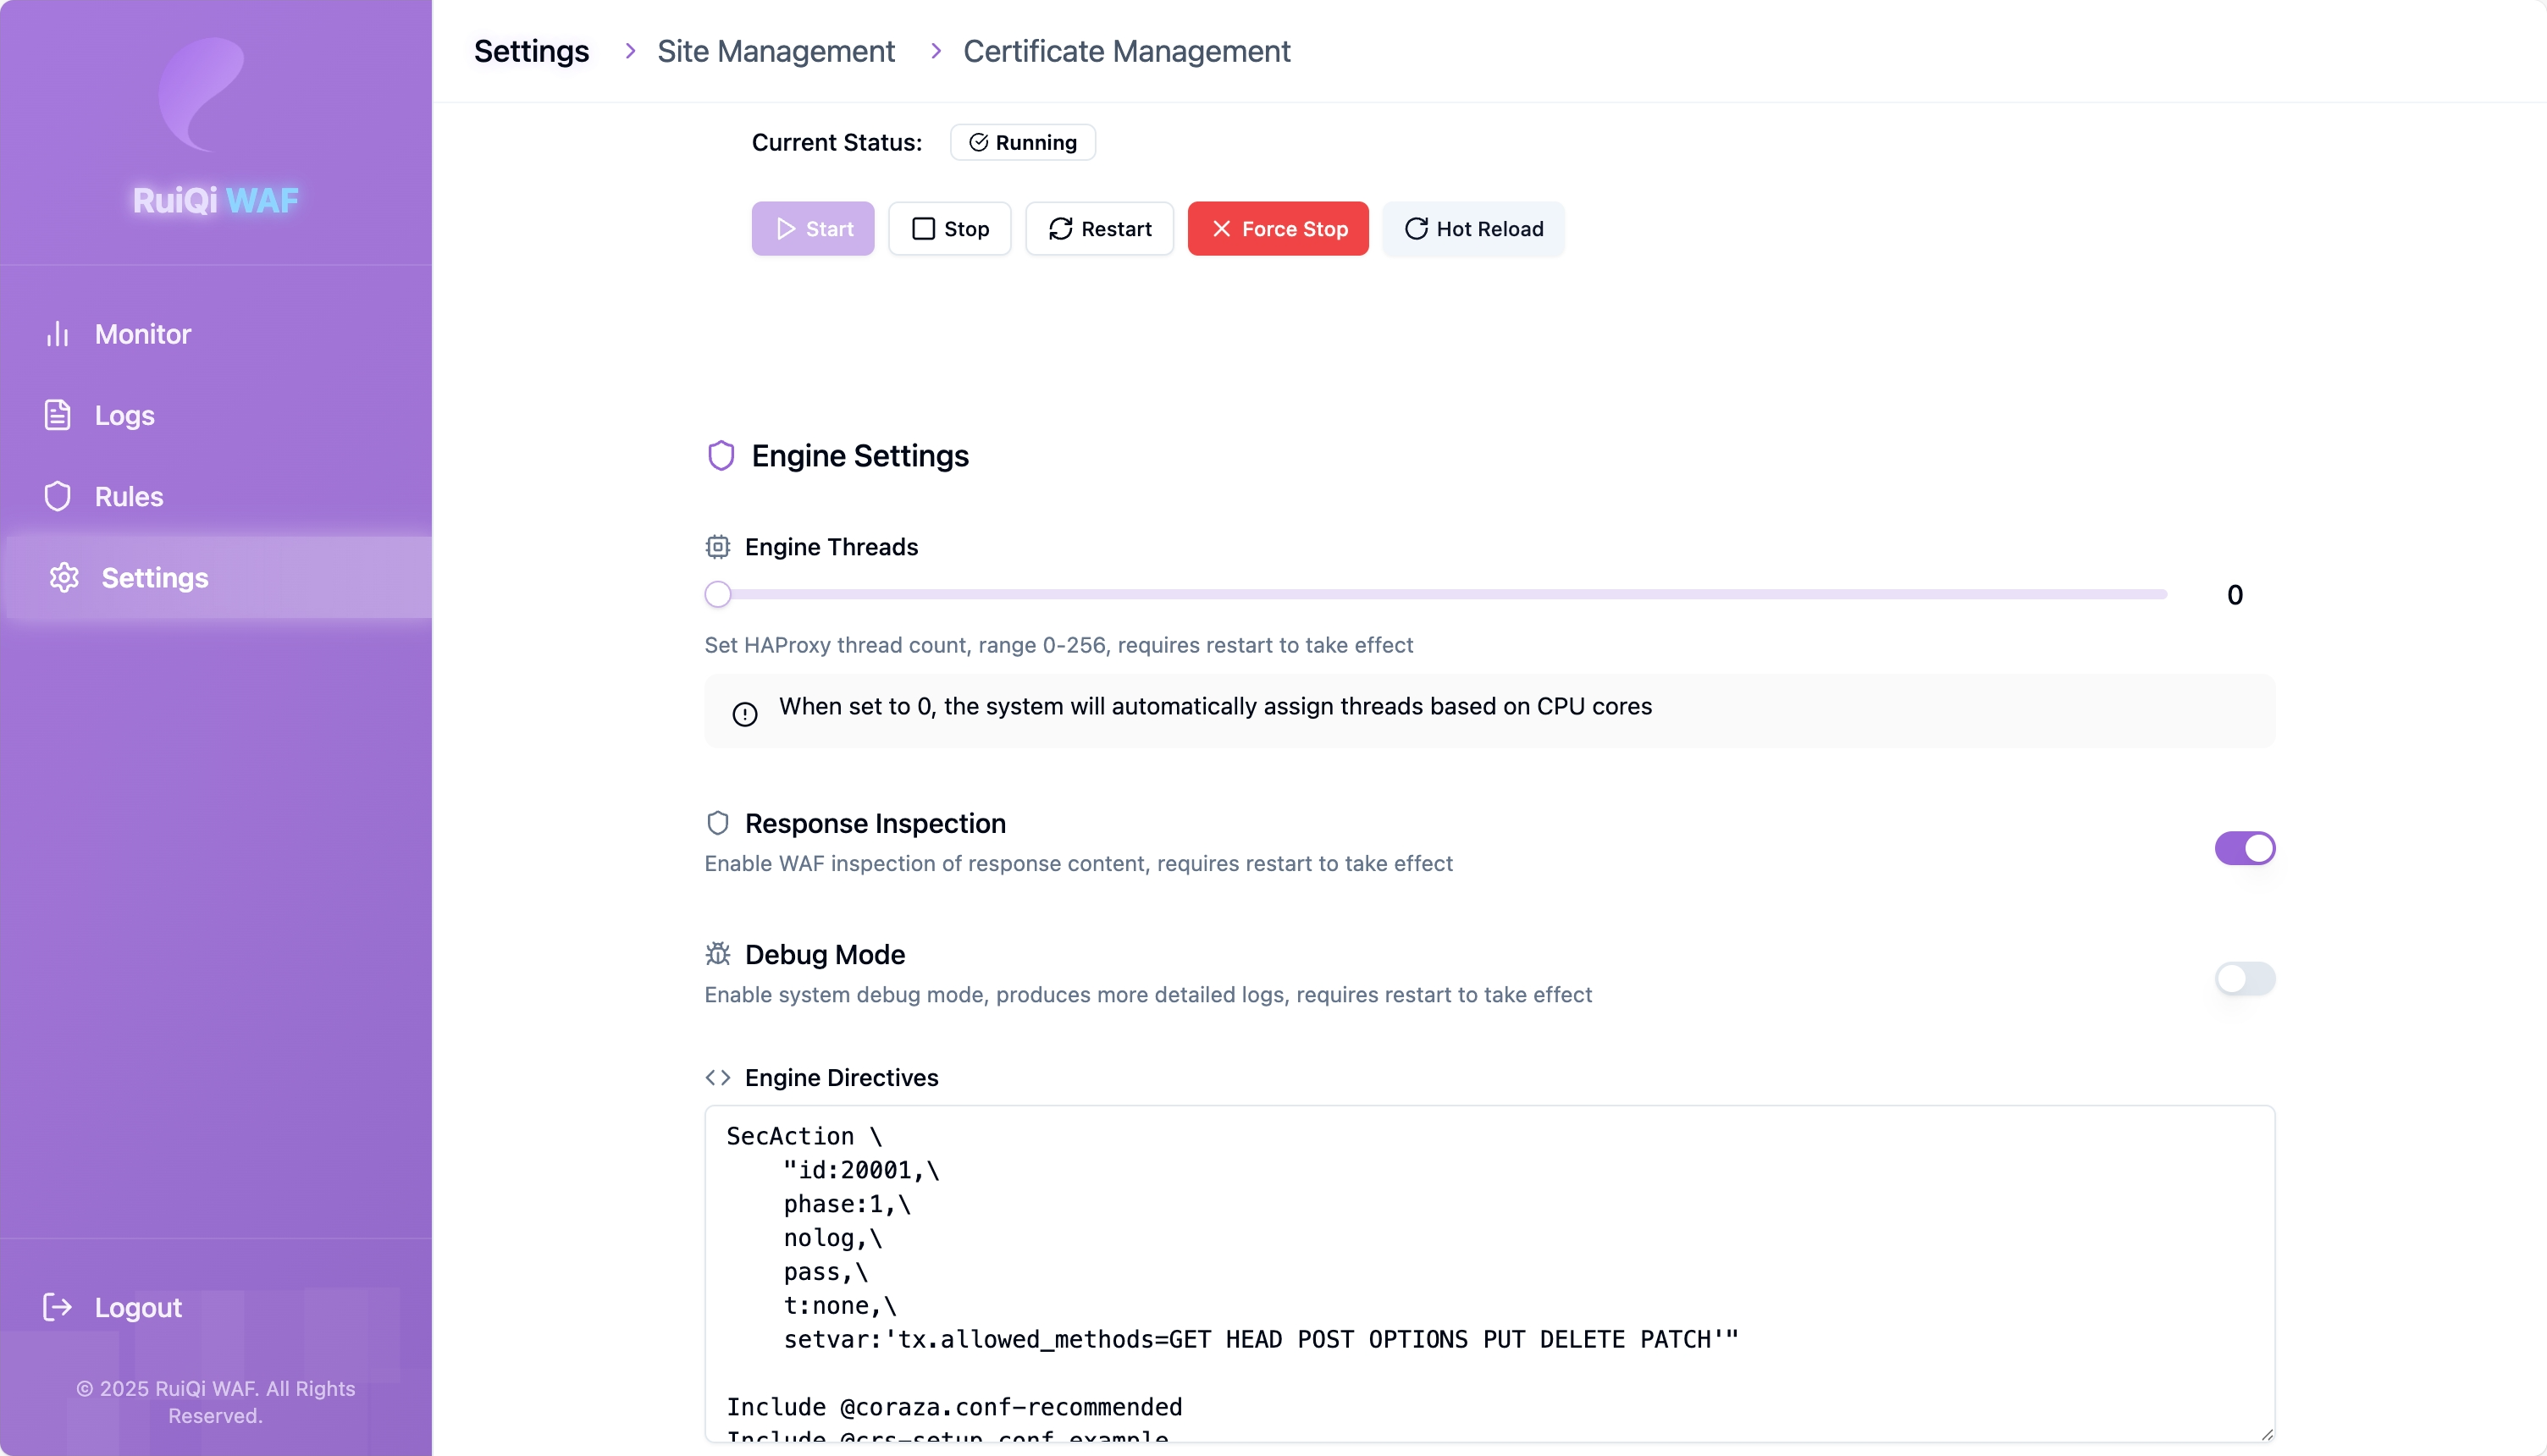 RuiQi WAF
Monitor
Logs
Rules
Settings
Logout
© 2025 RuiQi WAF. All Rights
Reserved.
Settings > Site Management > Certificate Management
Current Status: Running
Start Stop Restart Force Stop Hot Reload
Engine Settings
Engine Threads
0
Set HAProxy thread count, range 0-256, requires restart to take effect
When set to 0, the system will automatically assign threads based on CPU cores
Response Inspection
Enable WAF inspection of response content, requires restart to take effect
Debug Mode
Enable system debug mode, produces more detailed logs, requires restart to take effect
<> Engine Directives
SecAction \
    "id:20001,\
    phase:1,\
    nolog,\
    pass,\
    t:none,\
    setvar:'tx.allowed_methods=GET HEAD POST OPTIONS PUT DELETE PATCH'"
Include @coraza.conf-recommended
Include @crs-setup.conf.example